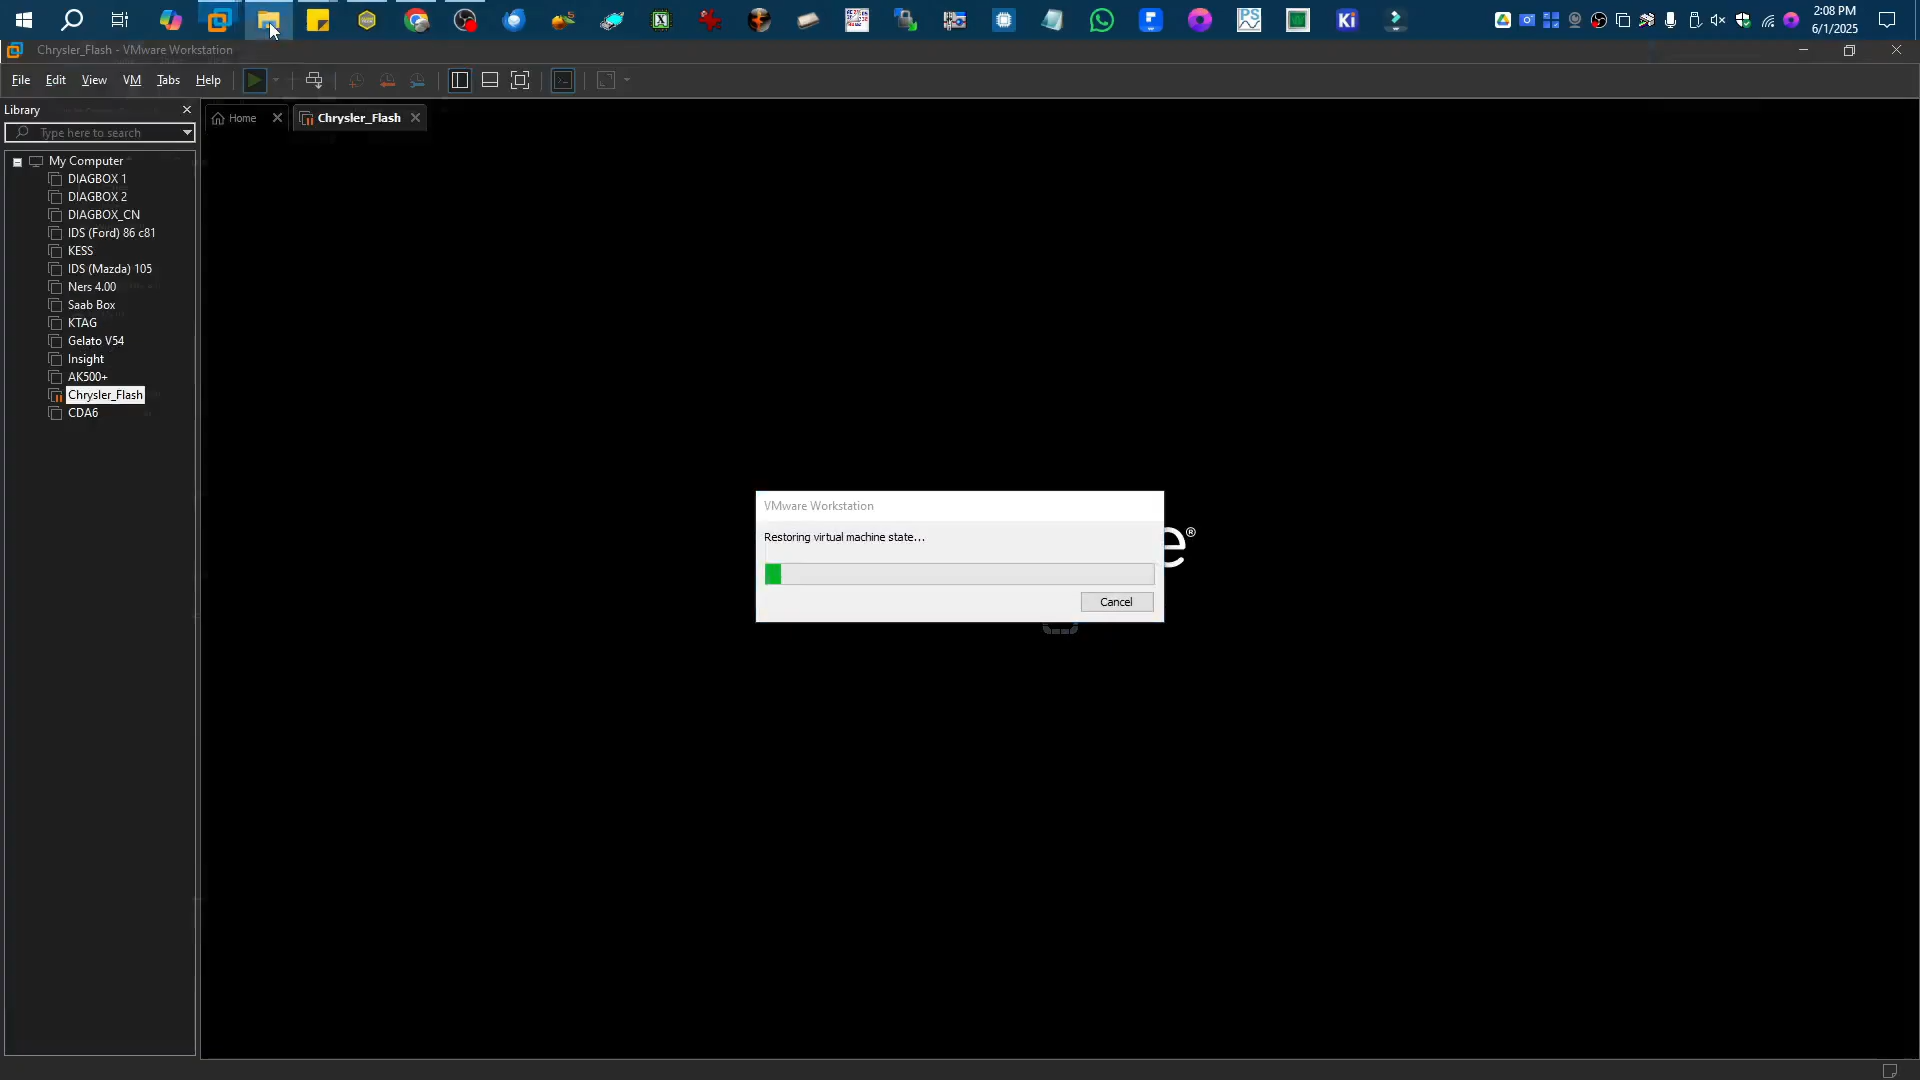 2:08 PM
6/1/2025
Chrysler_Flash - VMware Workstation
File Edit View VM Tabs Help
Library
Type here to search
Home
Chrysler_Flash
My Computer
DIAGBOX 1
DIAGBOX 2
DIAGBOX_CN
IDS (Ford) 86 c81
KESS
IDS (Mazda) 105
Ners 4.00
Saab Box
KTAG
Gelato V54
Insight
AK500+
Chrysler_Flash
CDA6
VMware Workstation
Restoring virtual machine state...
e®
Cancel
PS
Ki